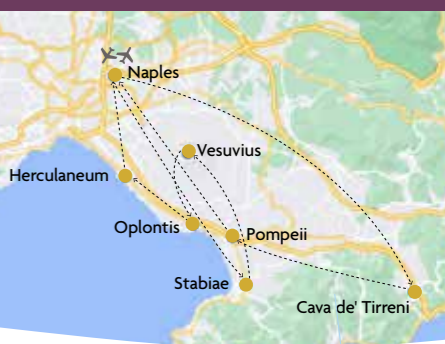 Naples
Vesuvius
Herculaneum
Oplontis
Pompeii
Stabiae
Cava de' Tirreni